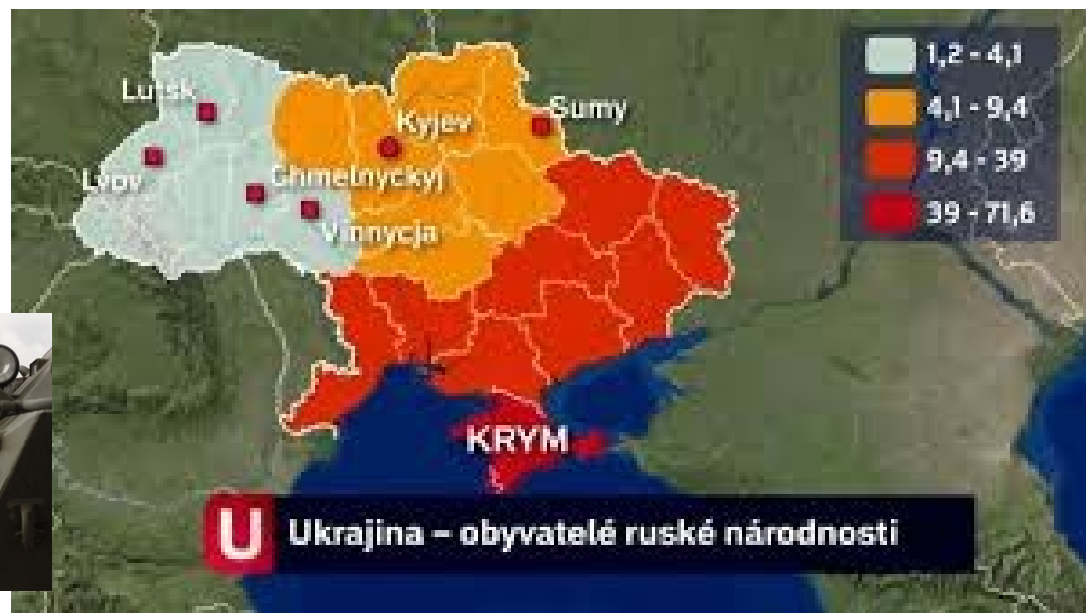 1,2 - 4,1
4,1 - 9,4
9,4 - 39
39 - 71,6
Lutsk
Kyjev
Sumy
Lvov
Chmelnyckyj
Vinnycja
KRYM
U Ukrajina – obyvatelé ruské národnosti